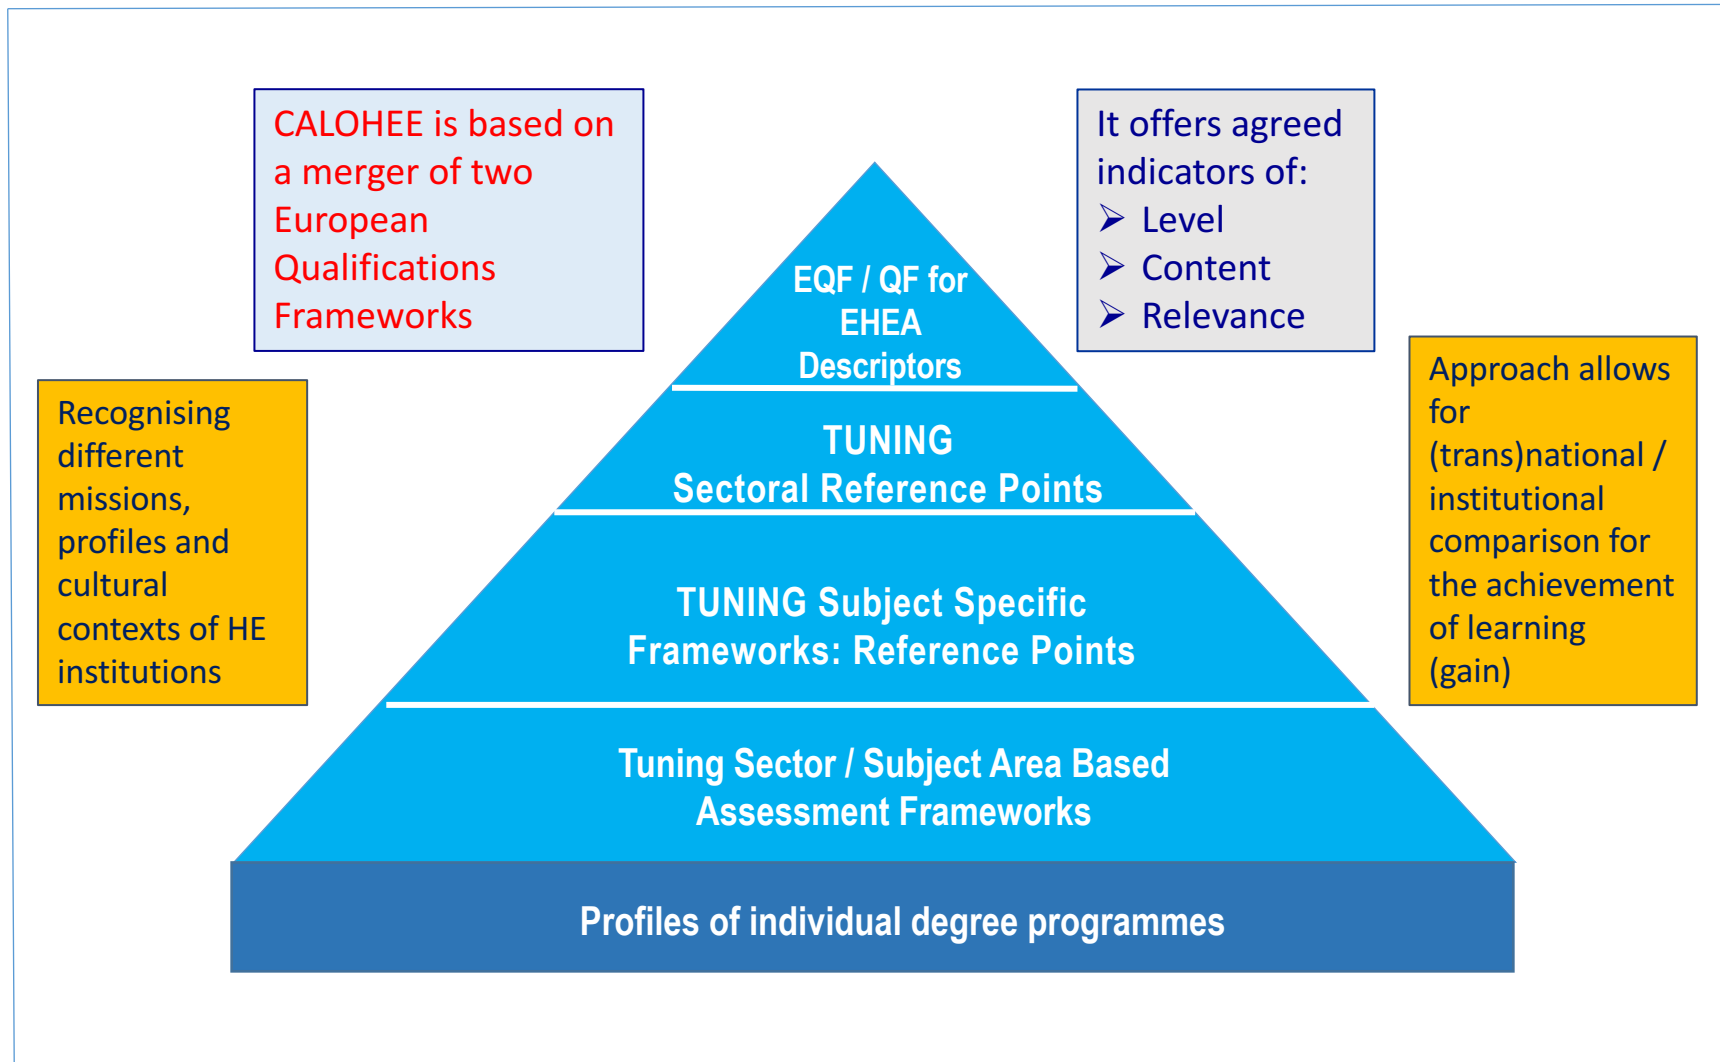 CALOHEE is based on
a merger of two
European
Qualifications
Frameworks
It offers agreed
indicators of:
➢ Level
➢ Content
➢ Relevance
EQF / QF for
EHEA
Descriptors
Recognising
different
missions,
profiles and
cultural
contexts of HE
institutions
TUNING
Sectoral Reference Points
Approach allows
for
(trans)national /
institutional
comparison for
the achievement
of learning
(gain)
TUNING Subject Specific
Frameworks: Reference Points
Tuning Sector / Subject Area Based
Assessment Frameworks
Profiles of individual degree programmes